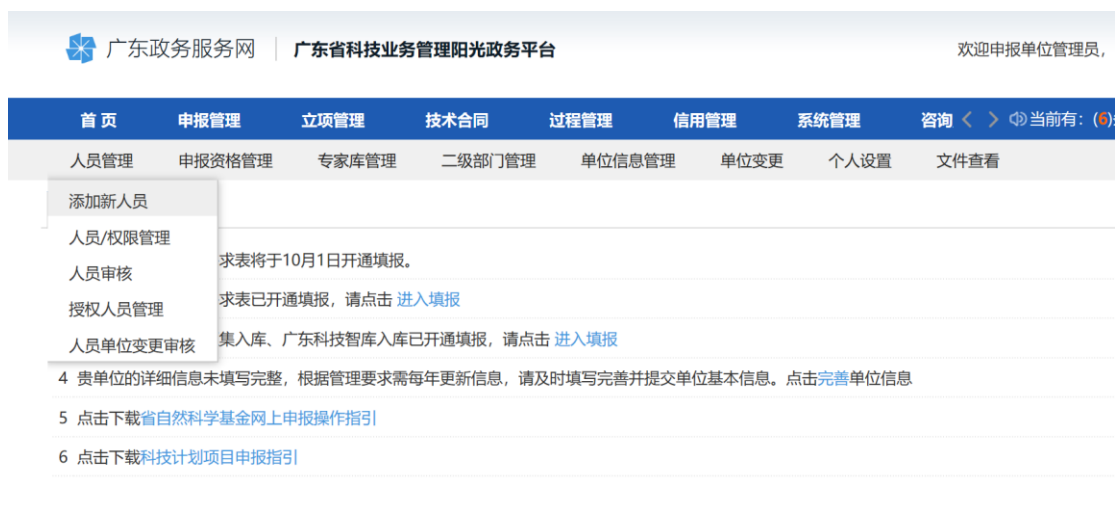 广东政务服务网 广东省科技业务管理阳光政务平台 欢迎申报单位管理员，
首页 申报管理 立项管理 技术合同 过程管理 信用管理 系统管理 咨询 当前有：(6)
人员管理 申报资格管理 专家库管理 二级部门管理 单位信息管理 单位变更 个人设置 文件查看
添加新人员
人员/权限管理
求表将于10月1日开通填报。
人员审核
求表已开通填报，请点击 进入填报
授权人员管理
集入库、广东科技智库入库已开通填报，请点击 进入填报
人员单位变更审核
4 贵单位的详细信息未填写完整，根据管理要求需每年更新信息，请及时填写完善并提交单位基本信息。点击完善单位信息
5 点击下载省自然科学基金网上申报操作指引
6 点击下载科技计划项目申报指引